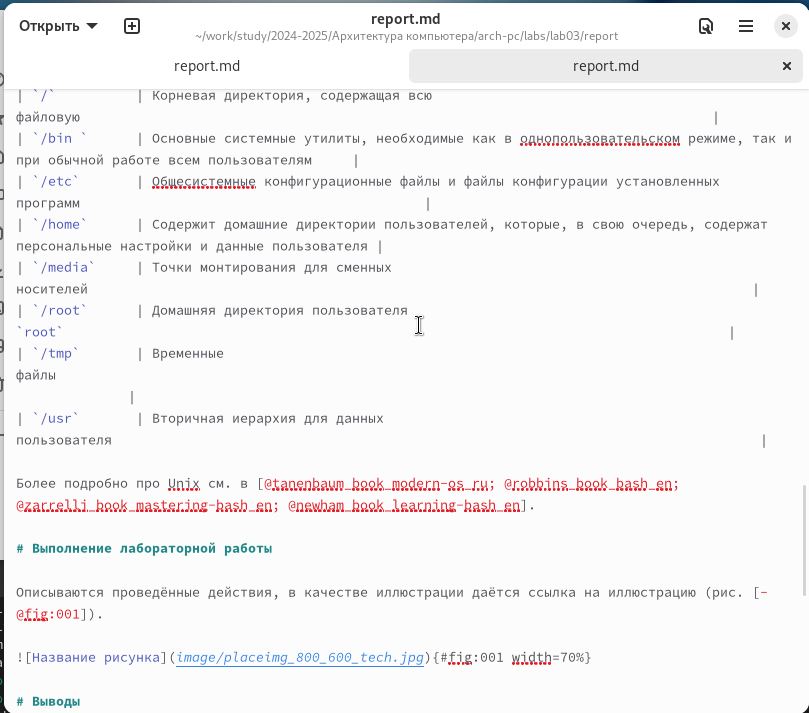 Открыть
report.md
~/work/study/2024-2025/Архитектура компьютера/arch-pc/labs/lab03/report
report.md
report.md
| `/` | Корневая директория, содержащая всю
файловую |
| `/bin ` | Основные системные утилиты, необходимые как в однопользовательском режиме, так и
при обычной работе всем пользователям |
| `/etc` | Общесистемные конфигурационные файлы и файлы конфигурации установленных
программ |
| `/home` | Содержит домашние директории пользователей, которые, в свою очередь, содержат
персональные настройки и данные пользователя |
| `/media` | Точки монтирования для сменных
носителей |
| `/root` | Домашняя директория пользователя
`root` |
| `/tmp` | Временные
файлы
|
| `/usr` | Вторичная иерархия для данных
пользователя |
Более подробно про Unix см. в [@tanenbaum_book_modern-os_ru; @robbins_book_bash_en;
@zarrelli_book_mastering-bash_en; @newham_book_learning-bash_en].
# Выполнение лабораторной работы
Описываются проведённые действия, в качестве иллюстрации даётся ссылка на иллюстрацию (рис. [-
@fig:001]).
![Название рисунка](image/placeimg_800_600_tech.jpg){#fig:001 width=70%}
# Выводы